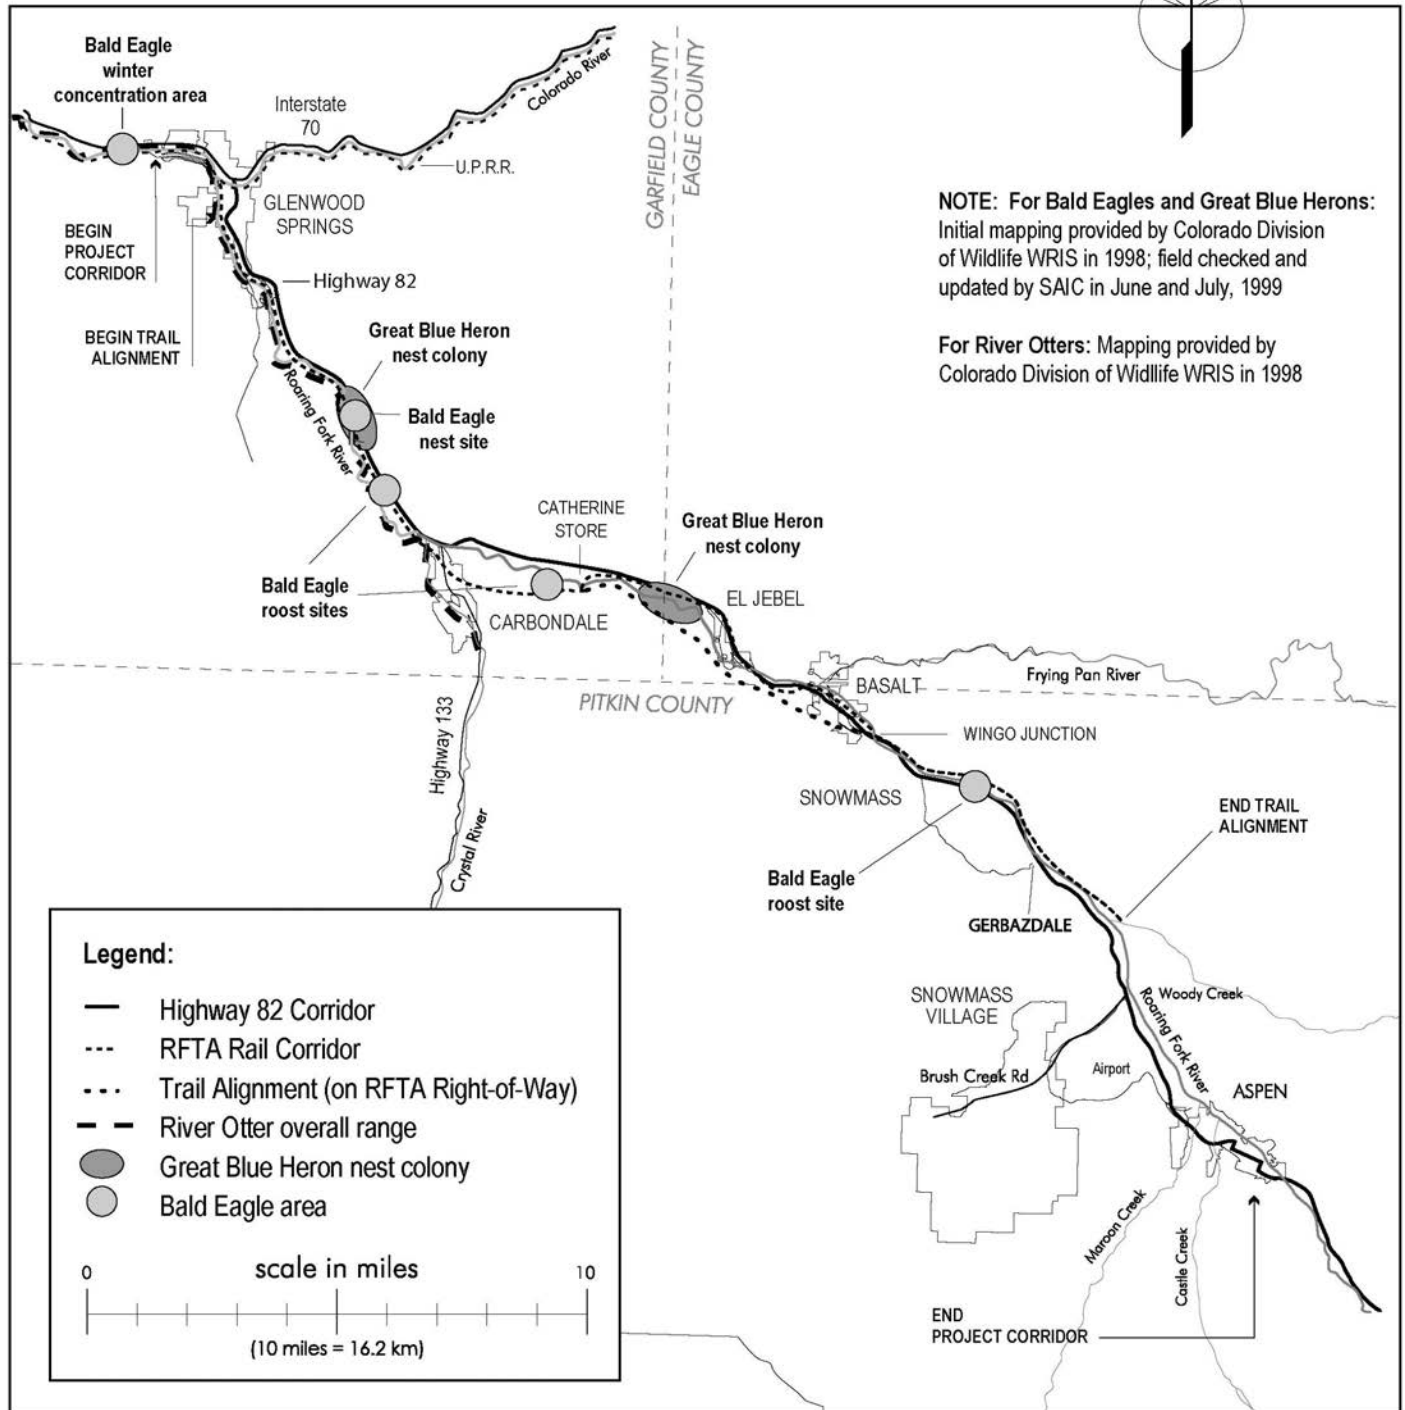 Bald Eagle
winter
concentration area
Interstate
70
Colorado River
GARFIELD COUNTY
EAGLE COUNTY
U.P.R.R.
GLENWOOD
SPRINGS
BEGIN
PROJECT
CORRIDOR
Highway 82
BEGIN TRAIL
ALIGNMENT
NOTE: For Bald Eagles and Great Blue Herons:
Initial mapping provided by Colorado Division
of Wildlife WRIS in 1998; field checked and
updated by SAIC in June and July, 1999
For River Otters: Mapping provided by
Colorado Division of Widllife WRIS in 1998
Great Blue Heron
nest colony
Roaring Fork River
Bald Eagle
nest site
CATHERINE
STORE
Great Blue Heron
nest colony
Bald Eagle
roost sites
CARBONDALE
EL JEBEL
PITKIN COUNTY
BASALT
Frying Pan River
Highway 133
WINGO JUNCTION
SNOWMASS
Crystal River
END TRAIL
ALIGNMENT
Bald Eagle
roost site
GERBAZDALE
SNOWMASS
VILLAGE
Woody Creek
Roaring Fork River
Brush Creek Rd
Airport
ASPEN
Maroon Creek
Castle Creek
END
PROJECT CORRIDOR
Legend:
Highway 82 Corridor
RFTA Rail Corridor
Trail Alignment (on RFTA Right-of-Way)
River Otter overall range
Great Blue Heron nest colony
Bald Eagle area
scale in miles
0 10
(10 miles = 16.2 km)